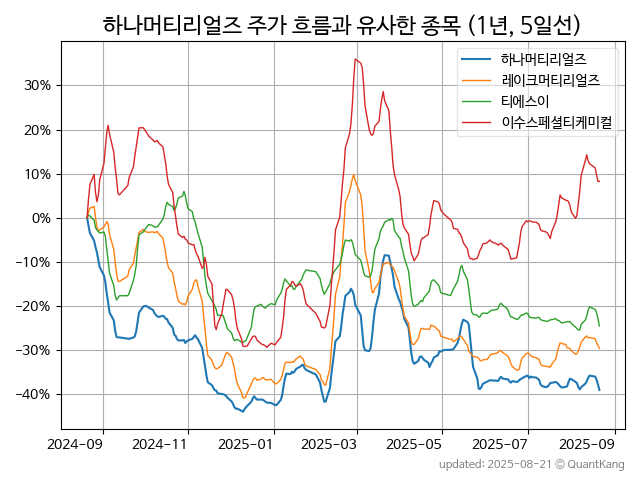 하나머티리얼즈 주가 흐름과 유사한 종목 (1년, 5일선)
하나머티리얼즈
레이크머티리얼즈
티에스이
이수스페셜티케미컬
30%
20%
10%
0%
−10%
−20%
−30%
−40%
2024-09 2024-11 2025-01 2025-03 2025-05 2025-07 2025-09
updated: 2025-08-21 © QuantKang